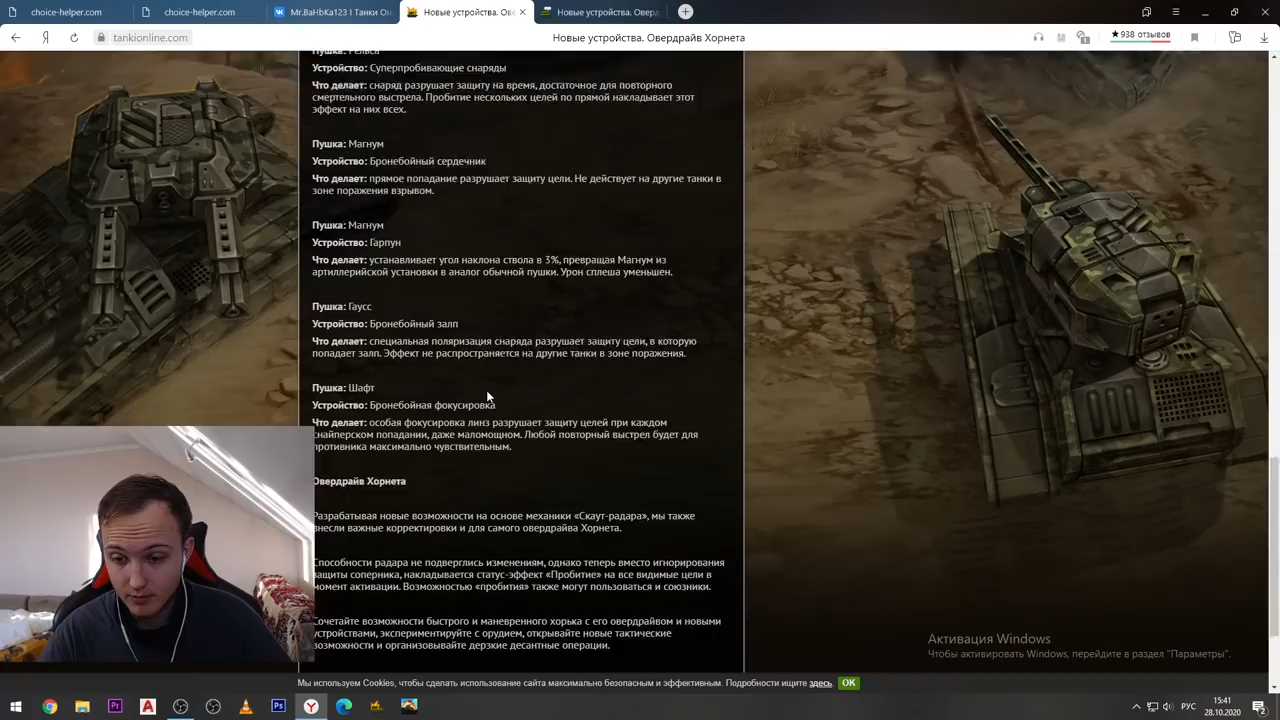 choice-helper.com
choice-helper.com
Mr.BaHbKa123 I Танки О
Новые устройства. Ове
Новые устройства. Оверд
tankionline.com
Новые устройства. Овердрайв Хорнета
★938 отзывов
Пушка: Рельса
Устройство: Суперпробивающие снаряды
Что делает: снаряд разрушает защиту на время, достаточное для повторного
смертельного выстрела. Пробитие нескольких целей по прямой накладывает этот
эффект на них всех.
Пушка: Магнум
Устройство: Бронебойный сердечник
Что делает: прямое попадание разрушает защиту цели. Не действует на другие танки в
зоне поражения взрывом.
Пушка: Магнум
Устройство: Гарпун
Что делает: устанавливает угол наклона ствола в 3%, превращая Магнум из
артиллерийской установки в аналог обычной пушки. Урон сплеша уменьшен.
Пушка: Гаусс
Устройство: Бронебойный залп
Что делает: специальная поляризация снаряда разрушает защиту цели, в которую
попадает залп. Эффект не распространяется на другие танки в зоне поражения.
Пушка: Шафт
Устройство: Бронебойная фокусировка
Что делает: особая фокусировка линз разрушает защиту целей при каждом
снайперском попадании, даже маломощном. Любой повторный выстрел будет для
противника максимально чувствительным.
Овердрайв Хорнета
Разрабатывая новые возможности на основе механики «Скаут-радара», мы также
внесли важные корректировки и для самого овердрайва Хорнета.
Способности радара не подверглись изменениям, однако теперь вместо игнорирования
защиты соперника, накладывается статус-эффект «Пробитие» на все видимые цели в
момент активации. Возможностью «пробития» также могут пользоваться и союзники.
Сочетайте возможности быстрого и маневренного хорька с его овердрайвом и новыми
устройствами, экспериментируйте с орудием, открывайте новые тактические
возможности и организовывайте дерзкие десантные операции.
Активация Windows
Чтобы активировать Windows, перейдите в раздел "Параметры".
Мы используем Cookies, чтобы сделать использование сайта максимально безопасным и эффективным. Подробности ищите здесь. OK
РУС
15:41
28.10.2020
2